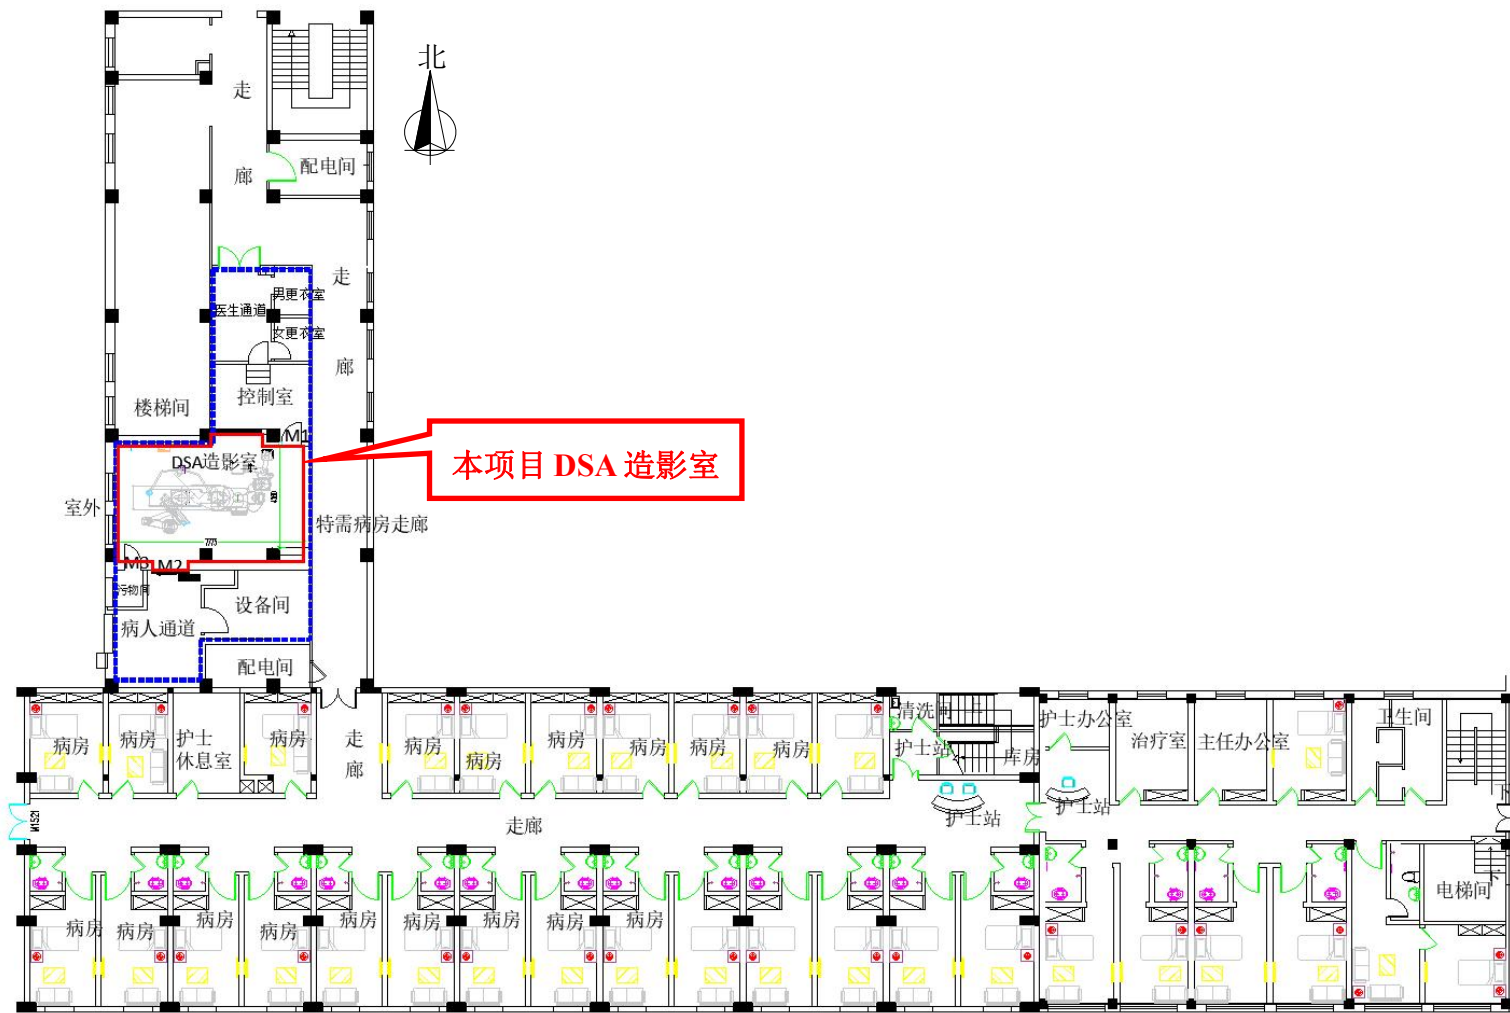 北
走
廊
配电间
走
廊
男更衣室
医生通道
女更衣室
控制室
楼梯间
M1
DSA造影室
本项目 DSA 造影室
室外
特需病房走廊
7775
M3
M2
污物间
设备间
病人通道
配电间
病房
病房
护士
休息室
病房
走
廊
病房
病房
病房
病房
病房
病房
清洗间
护士站
上
库房
护士办公室
治疗室
主任办公室
卫生间
下
M1521
走廊
护士站
护士站
下
电梯间
病房
病房
病房
病房
病房
病房
病房
病房
病房